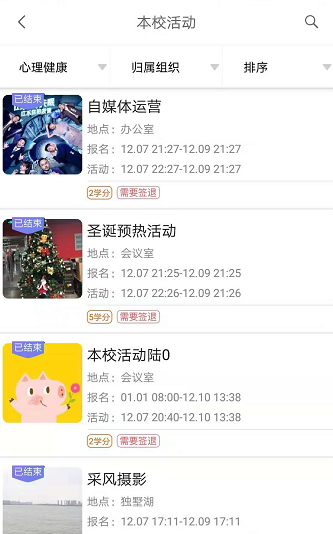 本校活动
心理健康
归属组织
排序
已结束
自媒体运营
地点：办公室
报名：12.07 21:27-12.09 21:27
活动：12.07 22:27-12.09 21:27
2学分 需要签退
已结束
圣诞预热活动
地点：会议室
报名：12.07 21:25-12.09 21:25
活动：12.07 22:26-12.09 21:26
5学分 需要签退
已结束
本校活动陆0
地点：会议室
报名：01.01 08:00-12.10 13:38
活动：12.07 20:40-12.10 13:38
2学分 需要签退
已结束
采风摄影
地点：独墅湖
报名：12.07 17:11-12.09 17:11